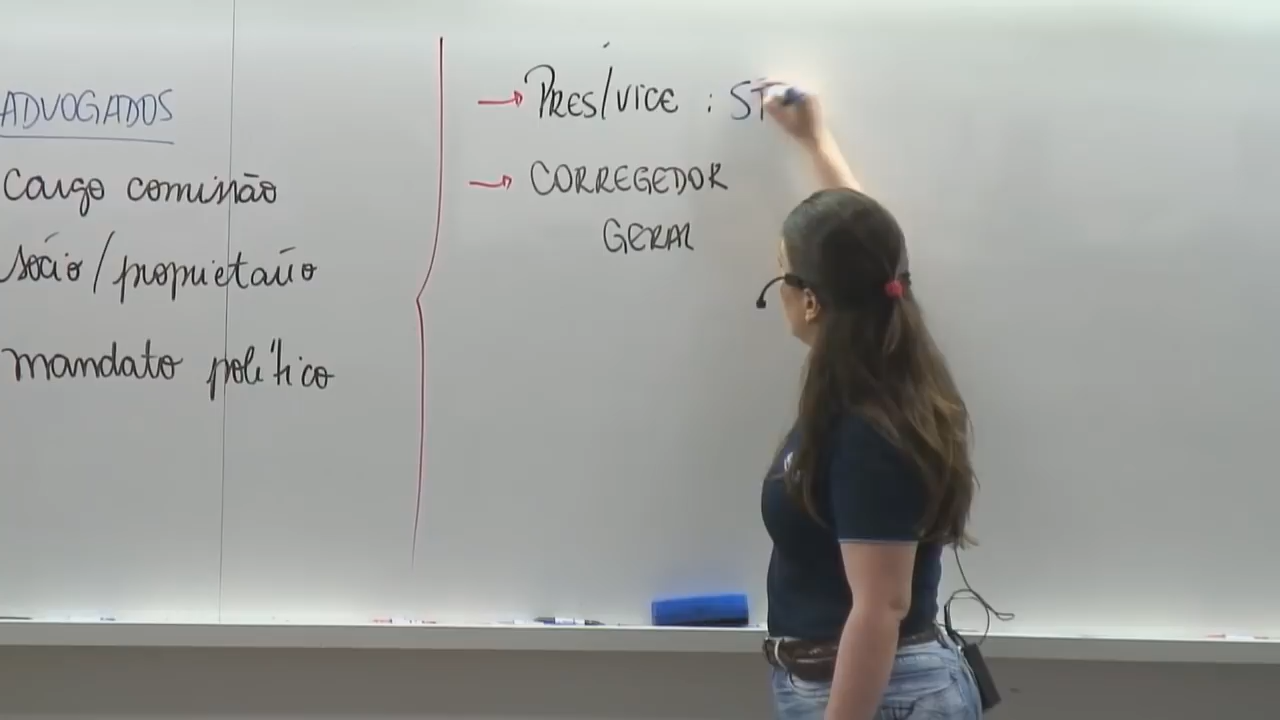 ADVOGADOS
Cargo comissão
sócio/proprietário
mandato político
→ PRES/VICE : ST
→ CORREGEDOR
GERAL